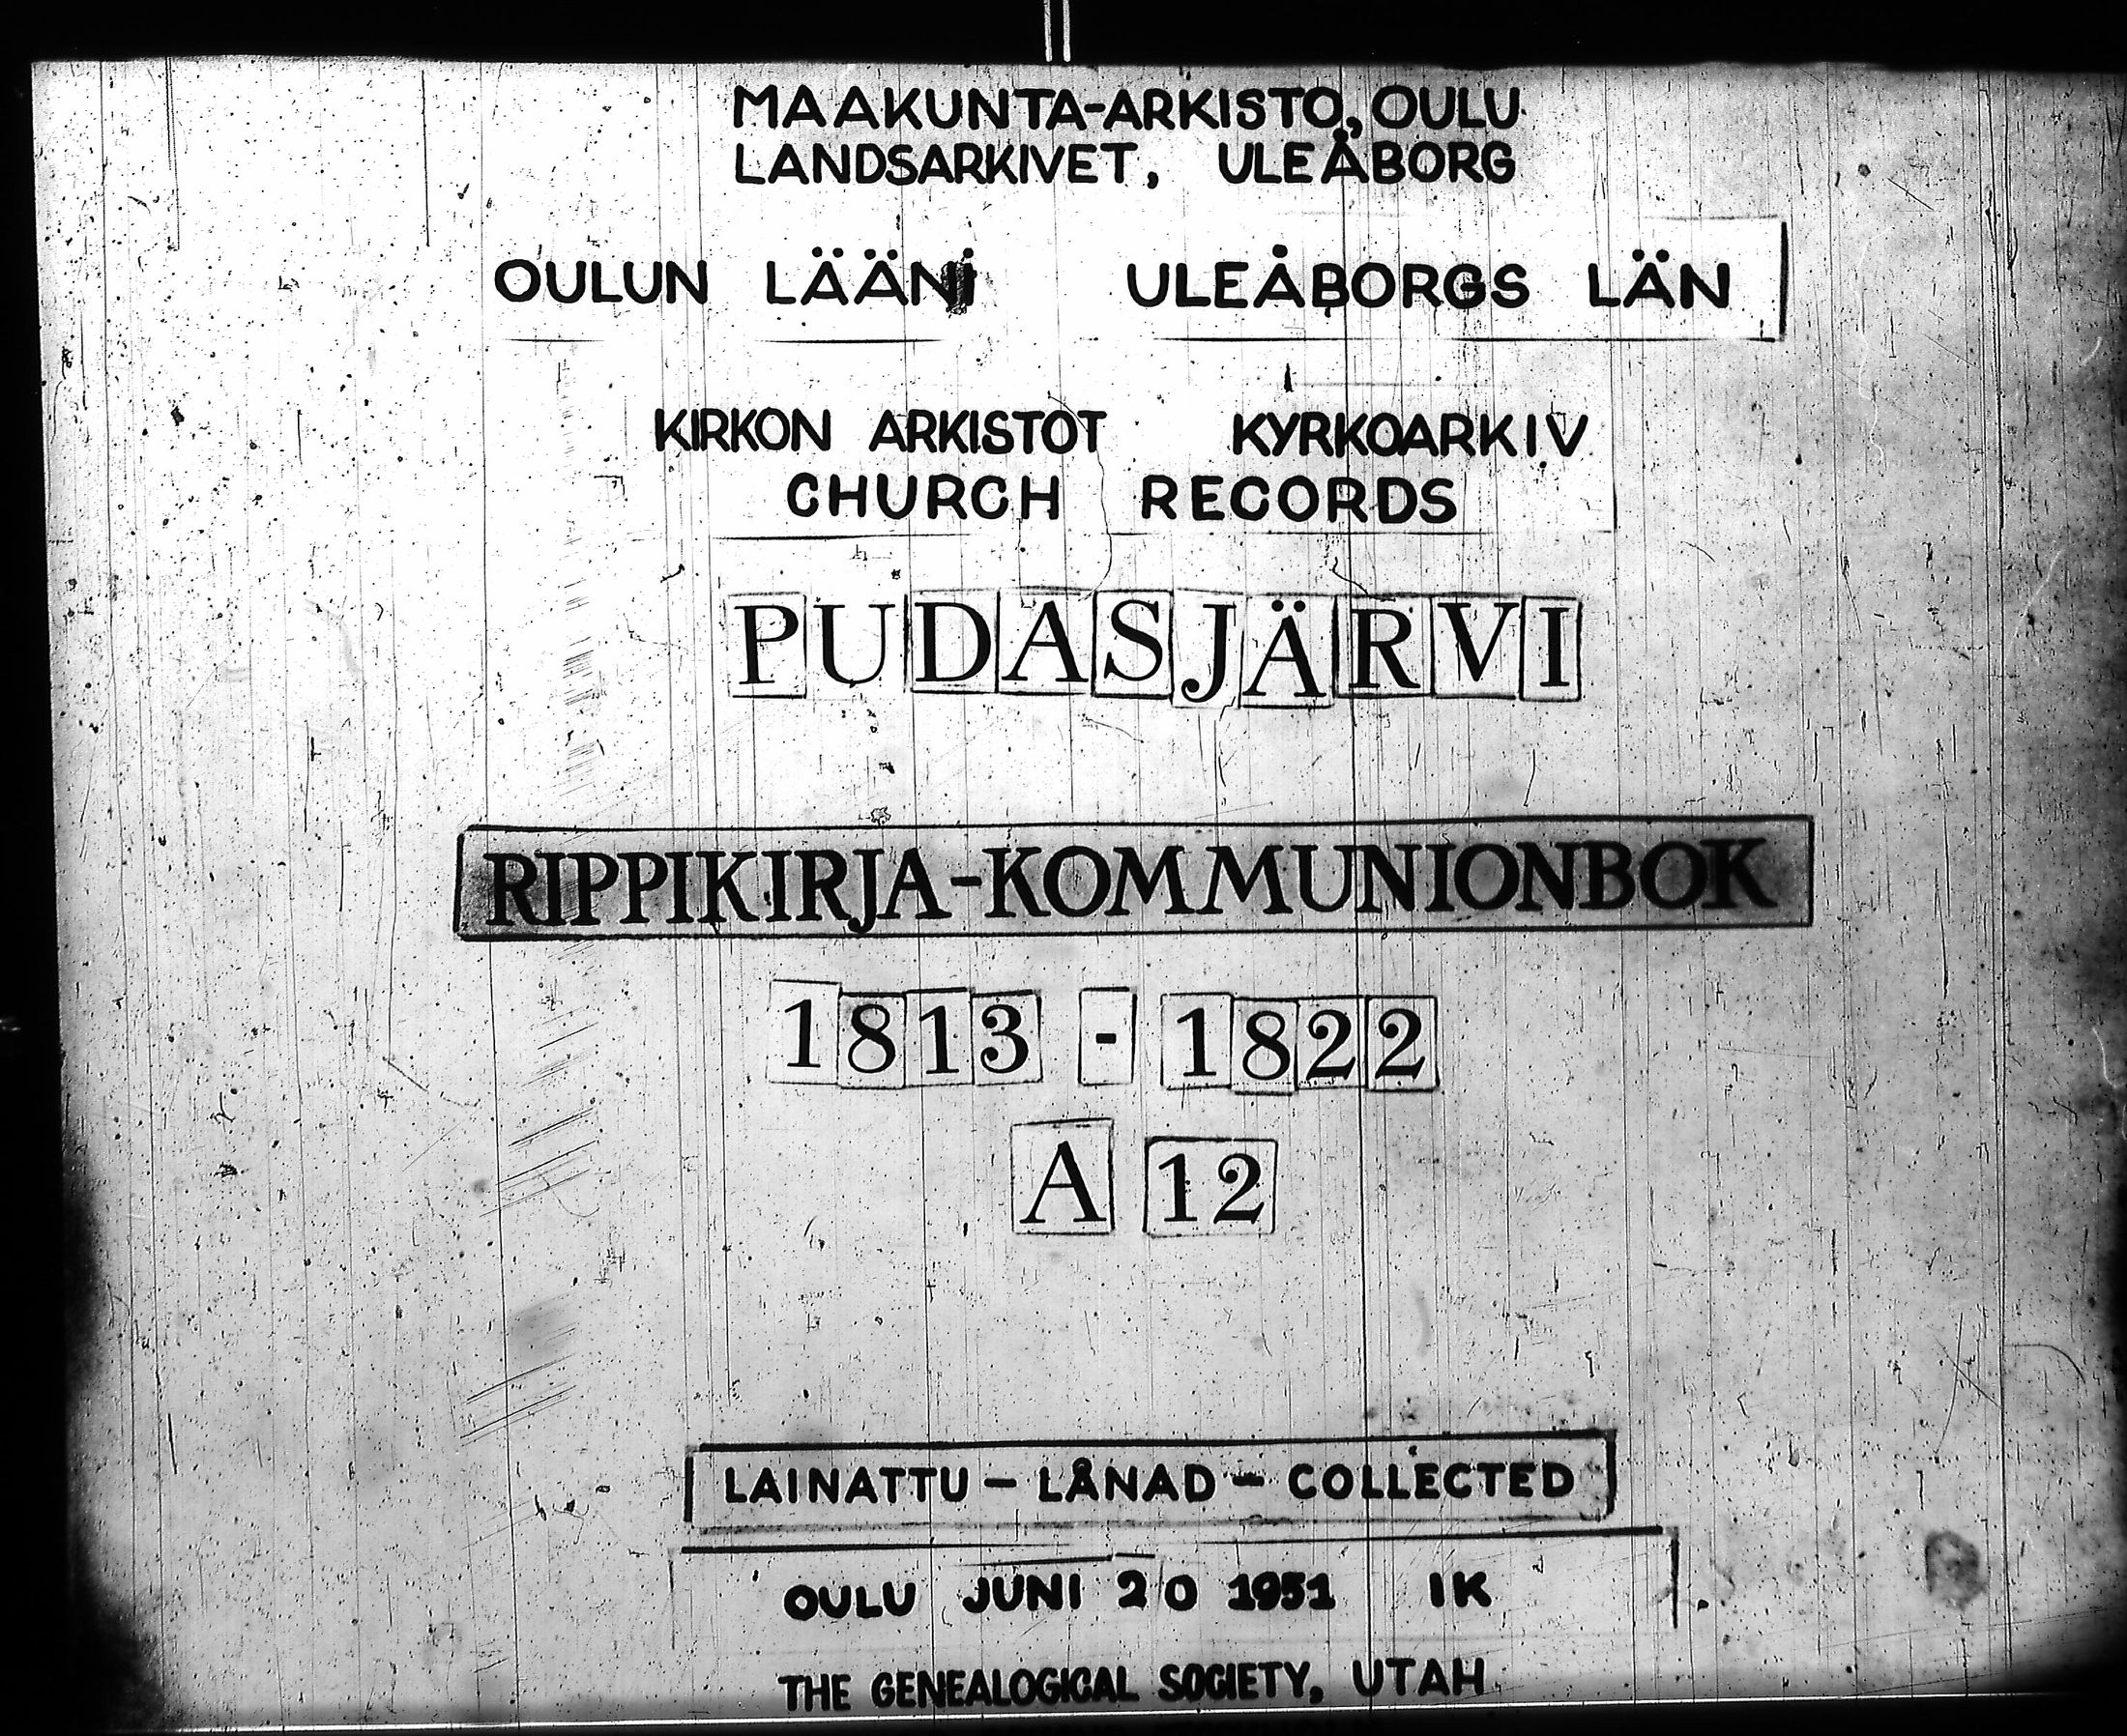 MAAKUNTA-ARKISTO, OULU
LANDSARKIVET, ULEÅBORG
OULUN LÄÄNI ULEÅBORGS LÄN
KIRKON ARKISTOT KYRKOARKIV
CHURCH RECORDS
PUDASJÄRVI
RIPPIKIRJA-KOMMUNIONBOK
1813 - 1822
A 12
LAINATTU - LÅNAD - COLLECTED
OULU JUNI 20 1951 IK
THE GENEALOGICAL SOCIETY, UTAH